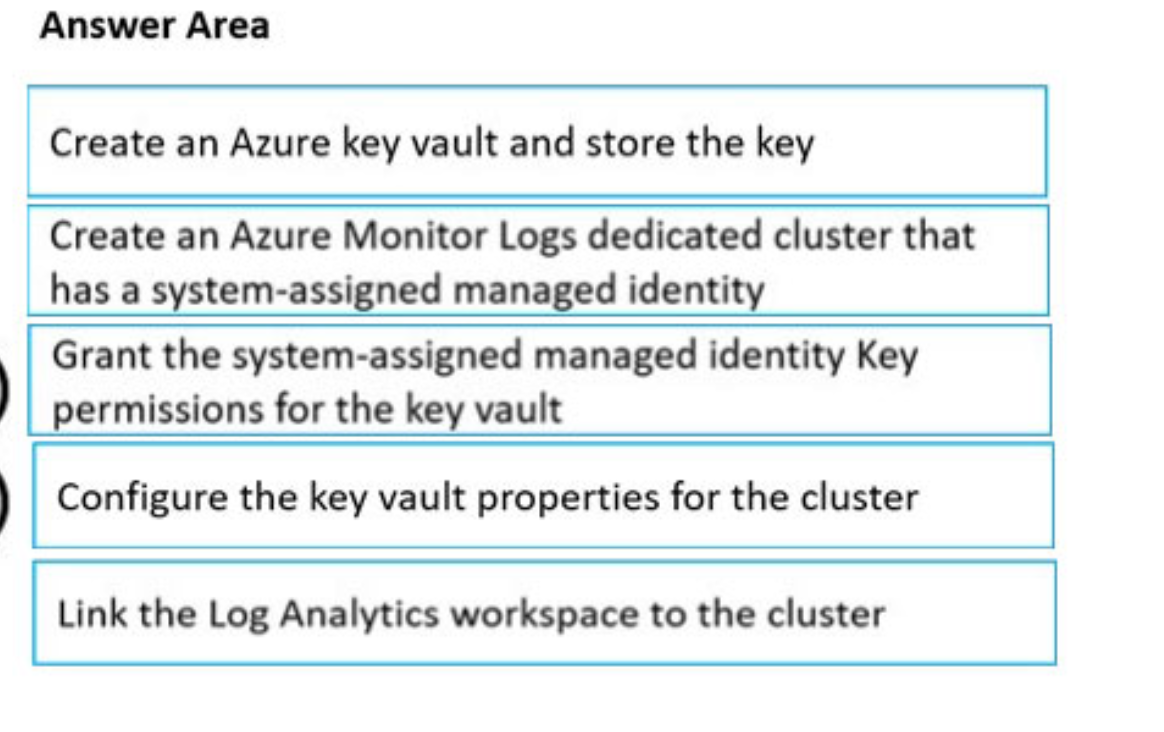 Answer Area
Create an Azure key vault and store the key
Create an Azure Monitor Logs dedicated cluster that
has a system-assigned managed identity
Grant the system-assigned managed identity Key
permissions for the key vault
Configure the key vault properties for the cluster
Link the Log Analytics workspace to the cluster